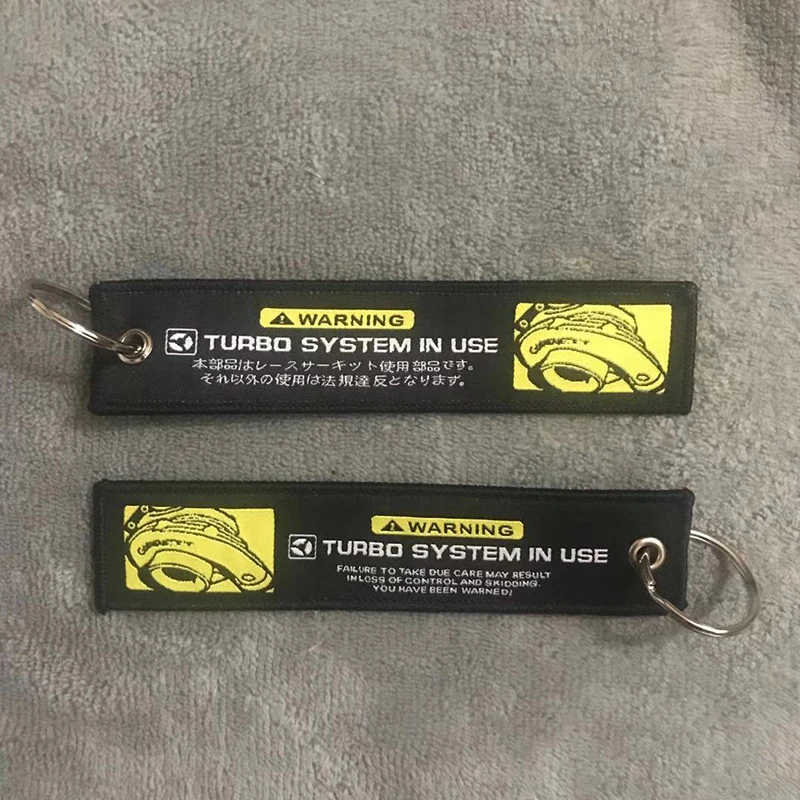 WARNING
TURBO SYSTEM IN USE
本部品はレースサーキット使用部品です。
それ以外の使用は法規違反となります。
GARRETT
WARNING
TURBO SYSTEM IN USE
FAILURE TO TAKE DUE CARE MAY RESULT
IN LOSS OF CONTROL AND SKIDDING.
YOU HAVE BEEN WARNED!
GARRETT